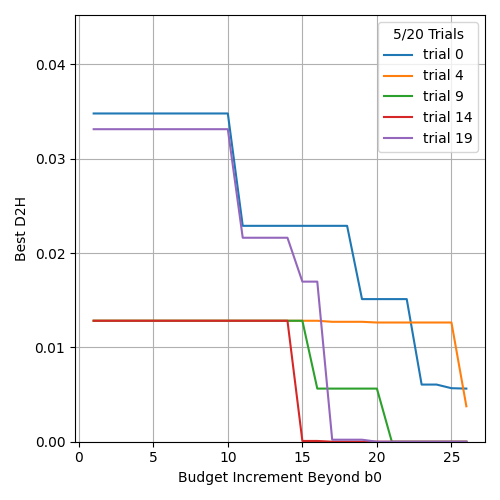 5/20 Trials
trial 0
trial 4
trial 9
trial 14
trial 19
Best D2H
0.04
0.03
0.02
0.01
0.00
0 5 10 15 20 25
Budget Increment Beyond b0